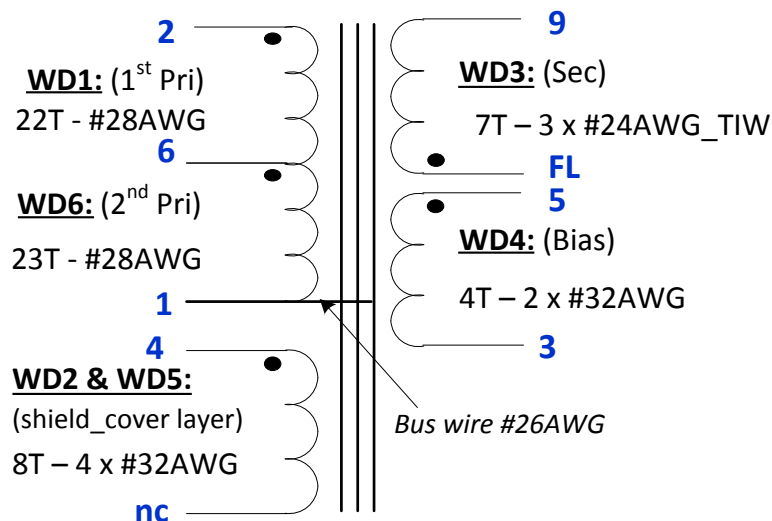 2
WD1: (1st Pri)
22T - #28AWG
6
WD6: (2nd Pri)
23T - #28AWG
1
4
WD2 & WD5:
(shield_cover layer)
8T – 4 x #32AWG
nc
9
WD3: (Sec)
7T – 3 x #24AWG_TIW
FL
5
WD4: (Bias)
4T – 2 x #32AWG
3
Bus wire #26AWG